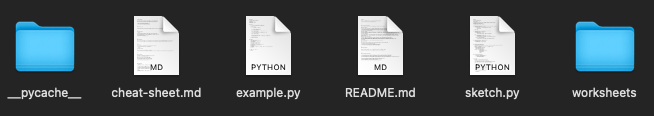 MD
PYTHON
MD
PYTHON
__pycache__
cheat-sheet.md
example.py
README.md
sketch.py
worksheets